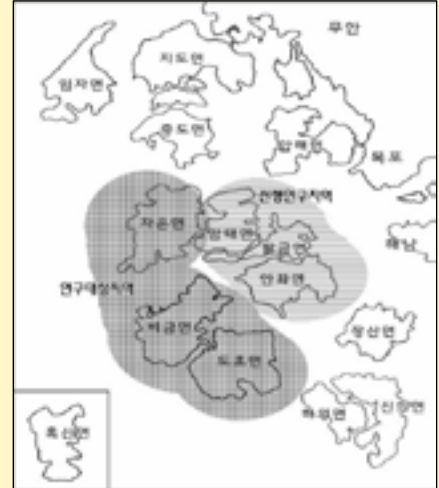 무안
지도면
임자면
증도면
압해면
목포
선행연구지역
자은면
암태면
팔금면
해남
연구대상지역
안좌면
비금면
장산면
도초면
하의면
신의면
흑산면